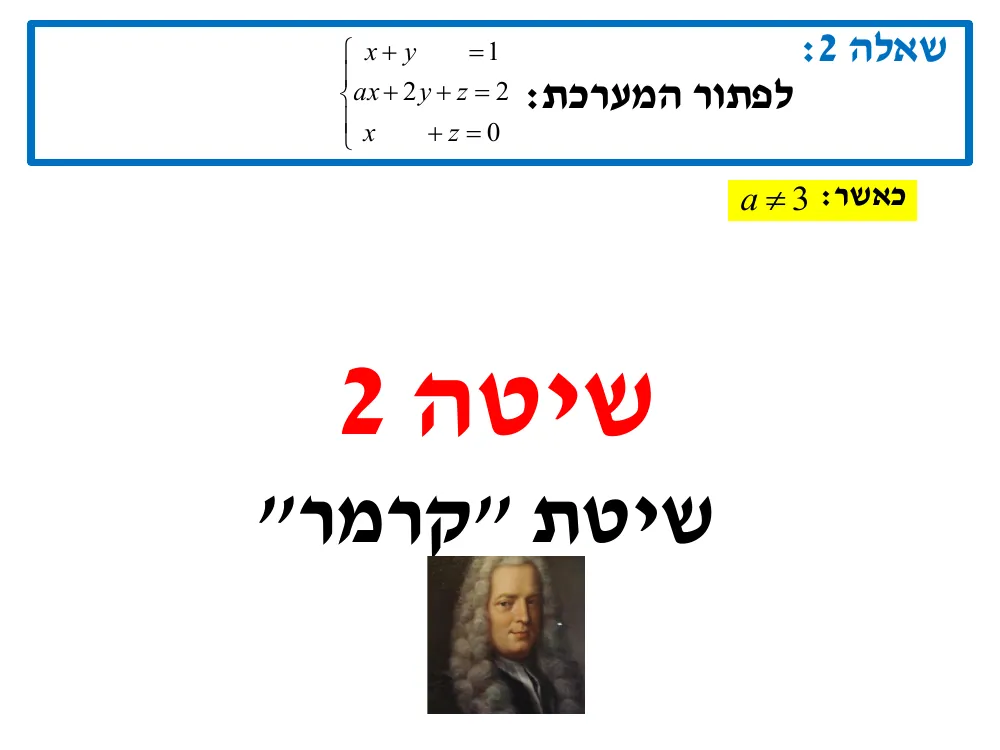 שאלה 2:
לפתור המערכת:
x + y = 1
ax + 2y + z = 2
x + z = 0
כאשר: a ≠ 3
שיטה 2
שיטת "קרמר"